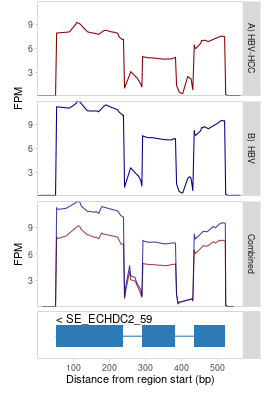 FPM
9
6
3
A) HBV-HCC
9
6
3
B) HBV
FPM
9
6
3
Combined
< SE_ECHDC2_59
100 200 300 400 500
Distance from region start (bp)